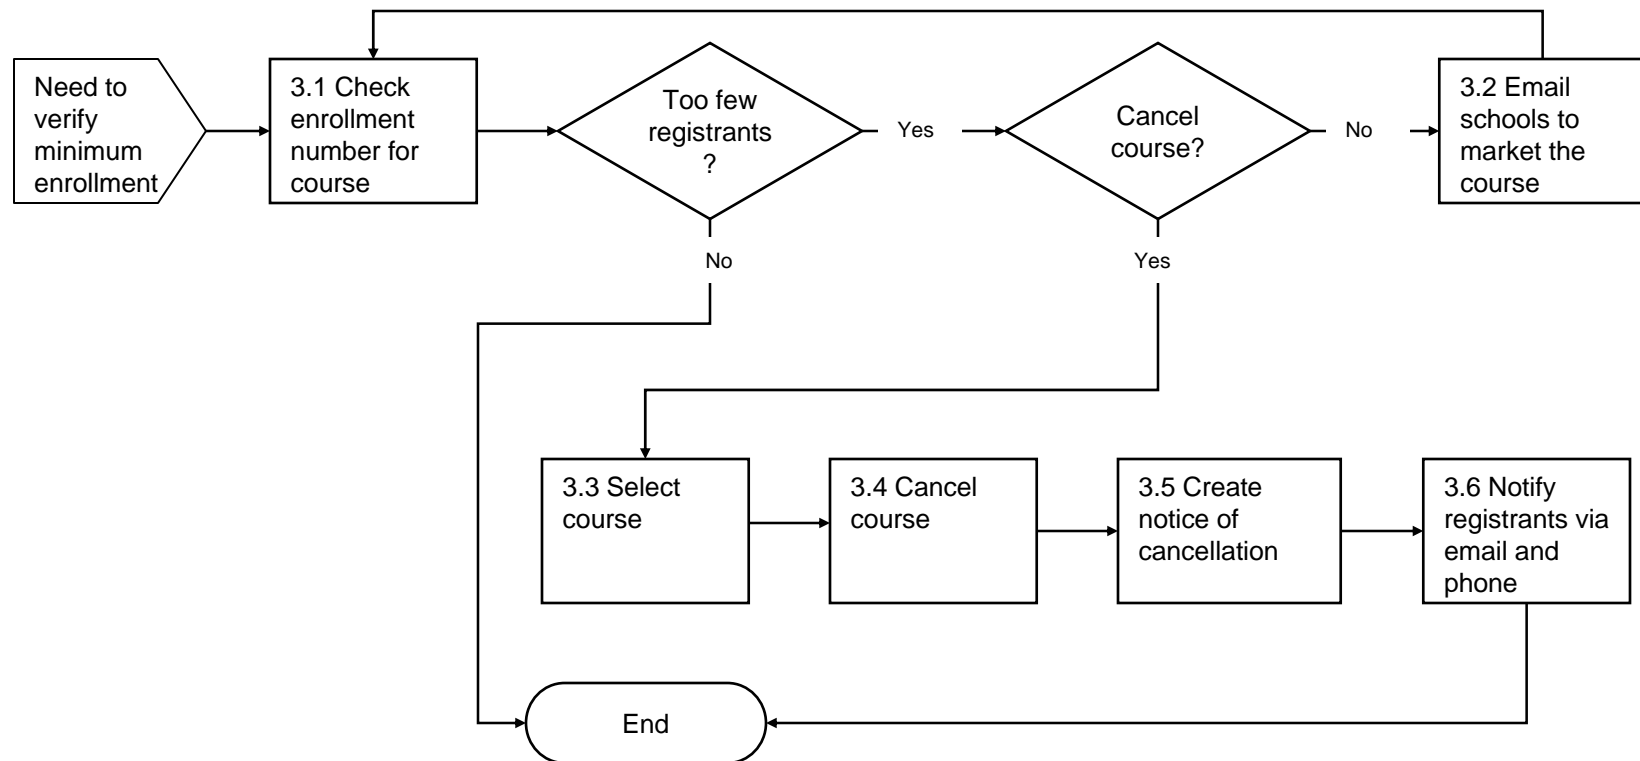 Need to
verify
minimum
enrollment
3.1 Check
enrollment
number for
course
Too few
registrants
?
Yes
Cancel
course?
No
3.2 Email
schools to
market the
course
No
Yes
3.3 Select
course
3.4 Cancel
course
3.5 Create
notice of
cancellation
3.6 Notify
registrants via
email and
phone
End